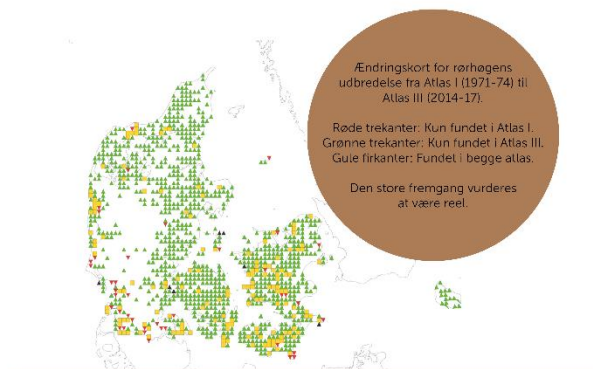 Ændringskort for rørhøgens
udbredelse fra Atlas I (1971-74) til
Atlas III (2014-17).
Røde trekanter: Kun fundet i Atlas I.
Grønne trekanter: Kun fundet i Atlas III.
Gule firkanter: Fundet i begge atlas.
Den store fremgang vurderes
at være reel.